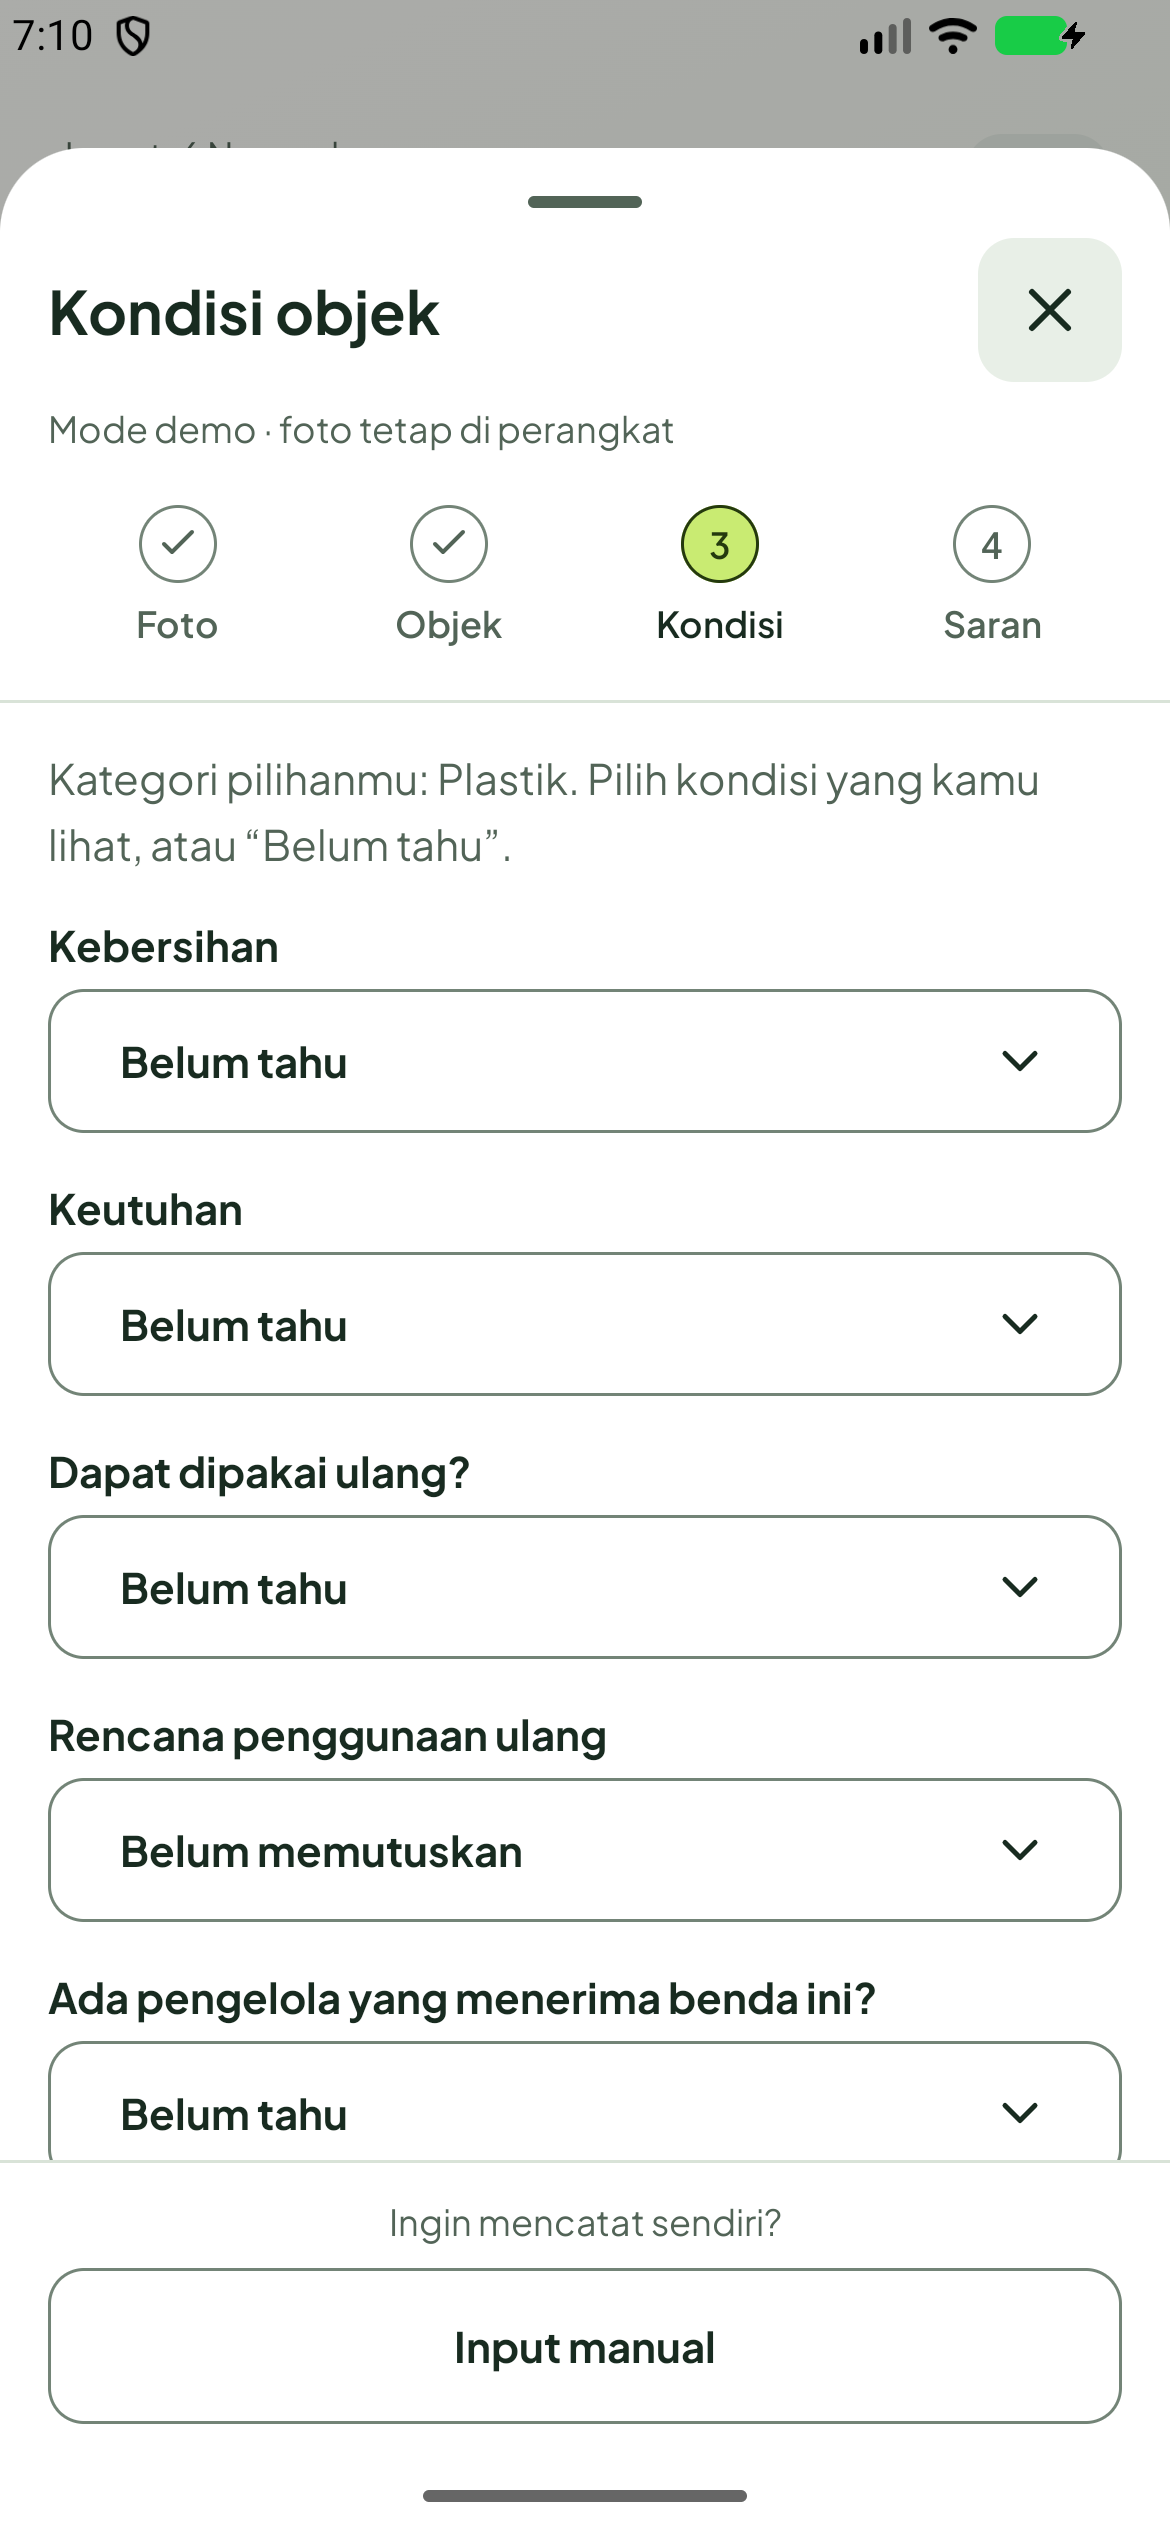 7:10
Kondisi objek
Mode demo · foto tetap di perangkat
3
4
Foto
Objek
Kondisi
Saran
Kategori pilihanmu: Plastik. Pilih kondisi yang kamu
lihat, atau “Belum tahu”.
Kebersihan
Belum tahu
Keutuhan
Belum tahu
Dapat dipakai ulang?
Belum tahu
Rencana penggunaan ulang
Belum memutuskan
Ada pengelola yang menerima benda ini?
Belum tahu
Ingin mencatat sendiri?
Input manual